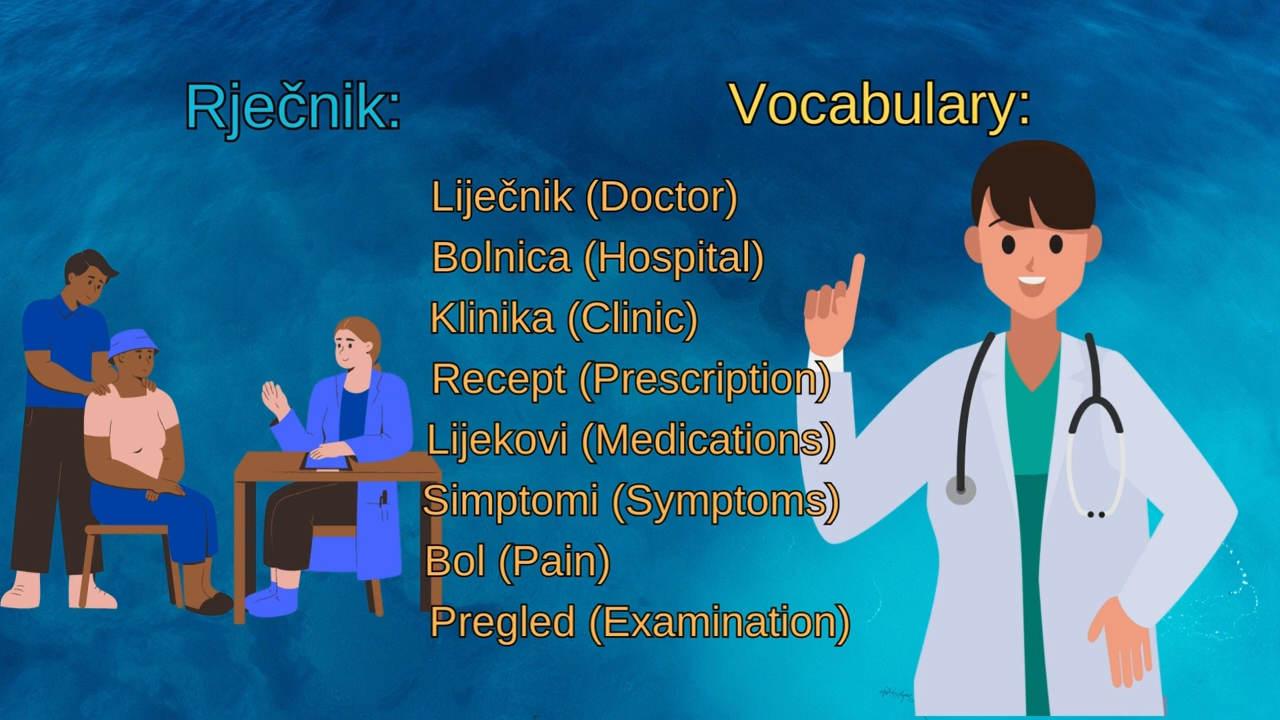 Rječnik:
Vocabulary:
Liječnik (Doctor)
Bolnica (Hospital)
Klinika (Clinic)
Recept (Prescription)
Lijekovi (Medications)
Simptomi (Symptoms)
Bol (Pain)
Pregled (Examination)